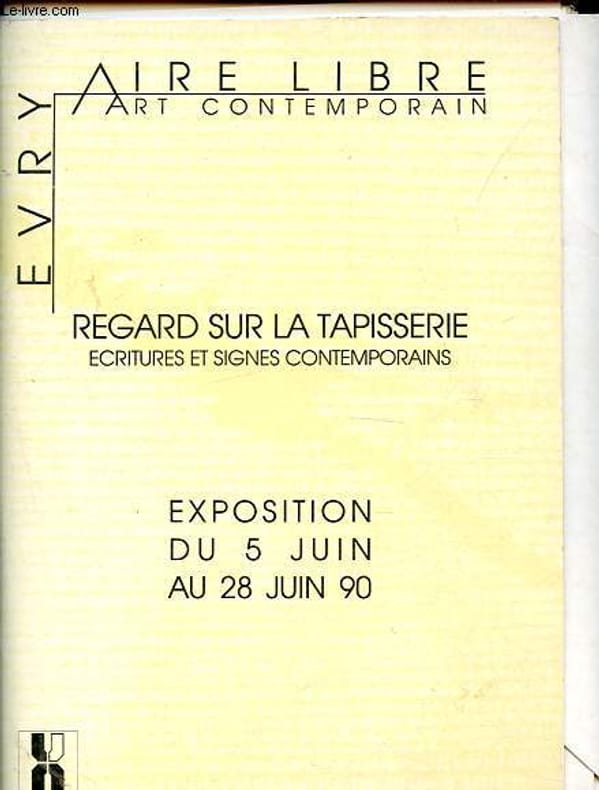 Le-livre.com
AIRE LIBRE
ART CONTEMPORAIN
EVRY
REGARD SUR LA TAPISSERIE
ECRITURES ET SIGNES CONTEMPORAINS
EXPOSITION
DU 5 JUIN
AU 28 JUIN 90